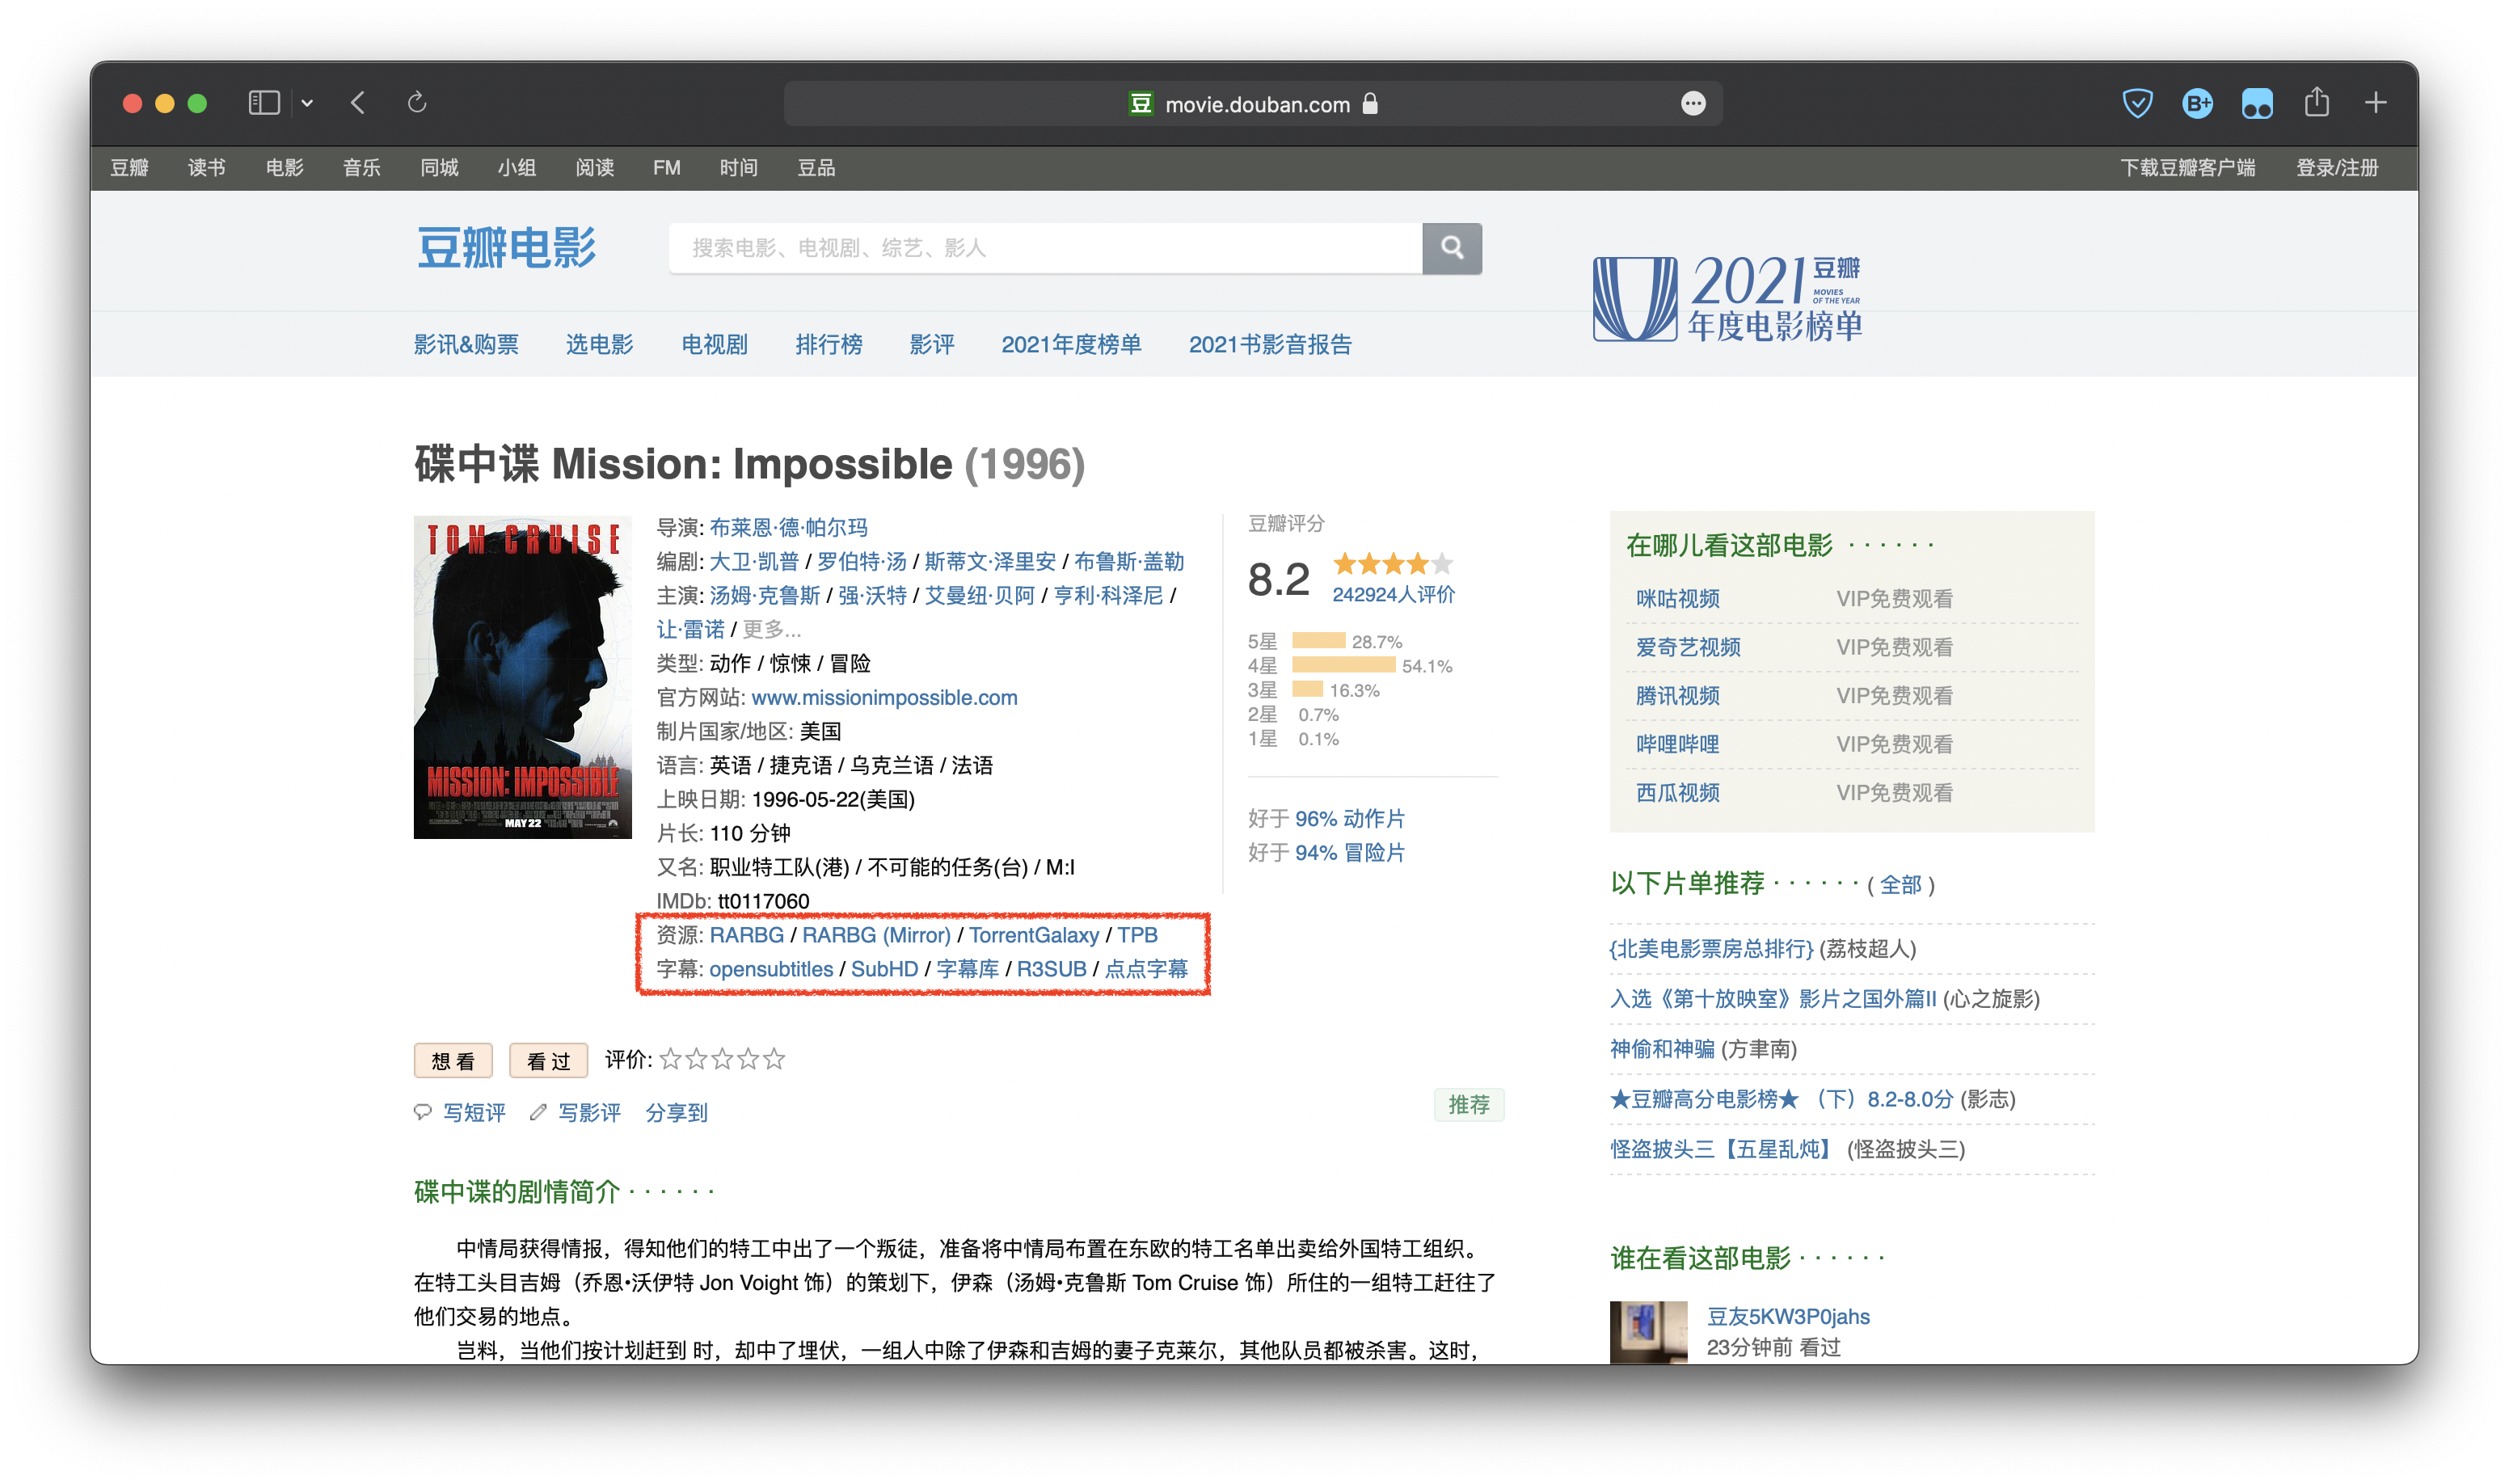 豆 movie.douban.com
B+
豆瓣 读书 电影 音乐 同城 小组 阅读 FM 时间 豆品 下载豆瓣客户端 登录/注册
豆瓣电影
搜索电影、电视剧、综艺、影人
2021 豆瓣
MOVIES
OF THE YEAR
年度电影榜单
影讯&购票 选电影 电视剧 排行榜 影评 2021年度榜单 2021书影音报告
碟中谍 Mission: Impossible (1996)
TOM CRUISE
MISSION: IMPOSSIBLE
MAY 22
导演: 布莱恩·德·帕尔玛
编剧: 大卫·凯普 / 罗伯特·汤 / 斯蒂文·泽里安 / 布鲁斯·盖勒
主演: 汤姆·克鲁斯 / 强·沃特 / 艾曼纽·贝阿 / 亨利·科泽尼 /
让·雷诺 / 更多...
类型: 动作 / 惊悚 / 冒险
官方网站: www.missionimpossible.com
制片国家/地区: 美国
语言: 英语 / 捷克语 / 乌克兰语 / 法语
上映日期: 1996-05-22(美国)
片长: 110 分钟
又名: 职业特工队(港) / 不可能的任务(台) / M:I
IMDb: tt0117060
资源: RARBG / RARBG (Mirror) / TorrentGalaxy / TPB
字幕: opensubtitles / SubHD / 字幕库 / R3SUB / 点点字幕
豆瓣评分
8.2
242924人评价
5星 28.7%
4星 54.1%
3星 16.3%
2星 0.7%
1星 0.1%
好于 96% 动作片
好于 94% 冒险片
想看 看过 评价:
写短评 写影评 分享到
推荐
碟中谍的剧情简介 · · · · · ·
中情局获得情报，得知他们的特工中出了一个叛徒，准备将中情局布置在东欧的特工名单出卖给外国特工组织。
在特工头目吉姆（乔恩•沃伊特 Jon Voight 饰）的策划下，伊森（汤姆•克鲁斯 Tom Cruise 饰）所住的一组特工赶往了
他们交易的地点。
岂料，当他们按计划赶到 时，却中了埋伏，一组人中除了伊森和吉姆的妻子克莱尔，其他队员都被杀害。这时，
在哪儿看这部电影 · · · · · ·
咪咕视频 VIP免费观看
爱奇艺视频 VIP免费观看
腾讯视频 VIP免费观看
哔哩哔哩 VIP免费观看
西瓜视频 VIP免费观看
以下片单推荐 · · · · · · ( 全部 )
{北美电影票房总排行} (荔枝超人)
入选《第十放映室》影片之国外篇II (心之旋影)
神偷和神骗 (方聿南)
★豆瓣高分电影榜★ （下）8.2-8.0分 (影志)
怪盗披头三【五星乱炖】 (怪盗披头三)
谁在看这部电影 · · · · · ·
豆友5KW3P0jahs
23分钟前 看过